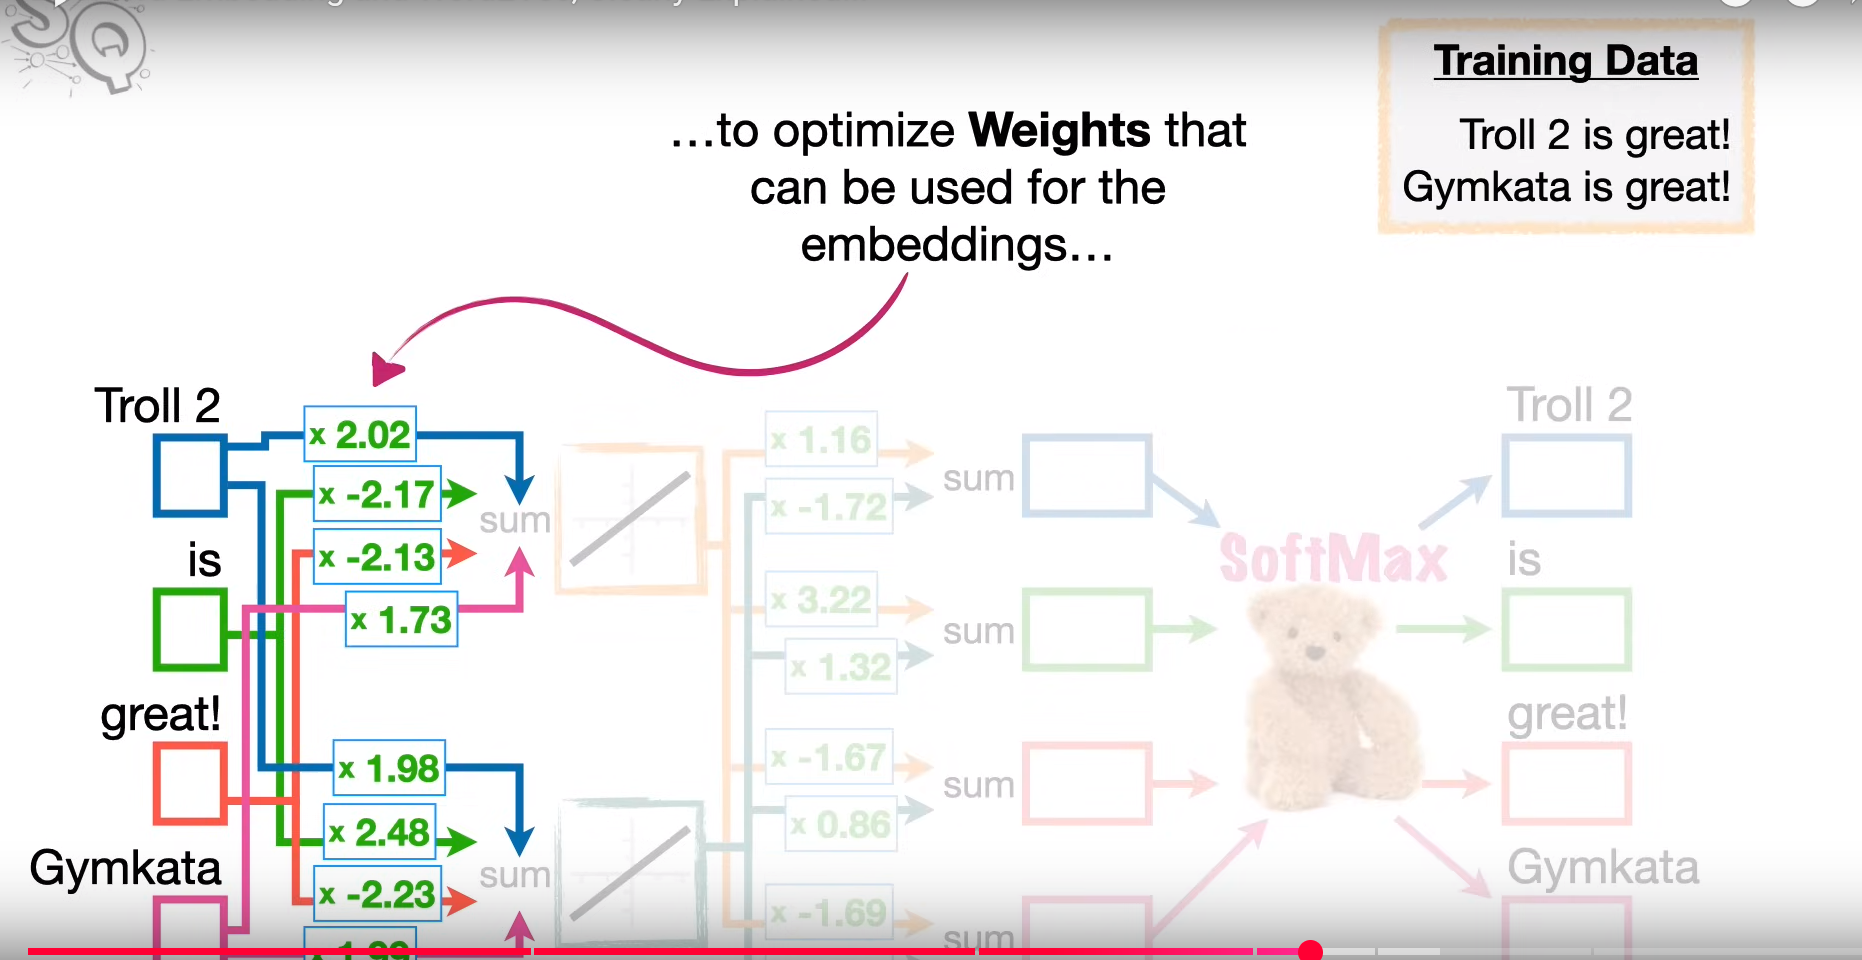 Training Data
Troll 2 is great!
Gymkata is great!
…to optimize Weights that
can be used for the
embeddings…
Troll 2
is
great!
Gymkata
x 2.02
x -2.17
x -2.13
x 1.73
sum
x 1.98
x 2.48
x -2.23
sum
x 1.16
x -1.72
sum
x 3.22
x 1.32
sum
x -1.67
x 0.86
sum
x -1.69
sum
SoftMax
Troll 2
is
great!
Gymkata